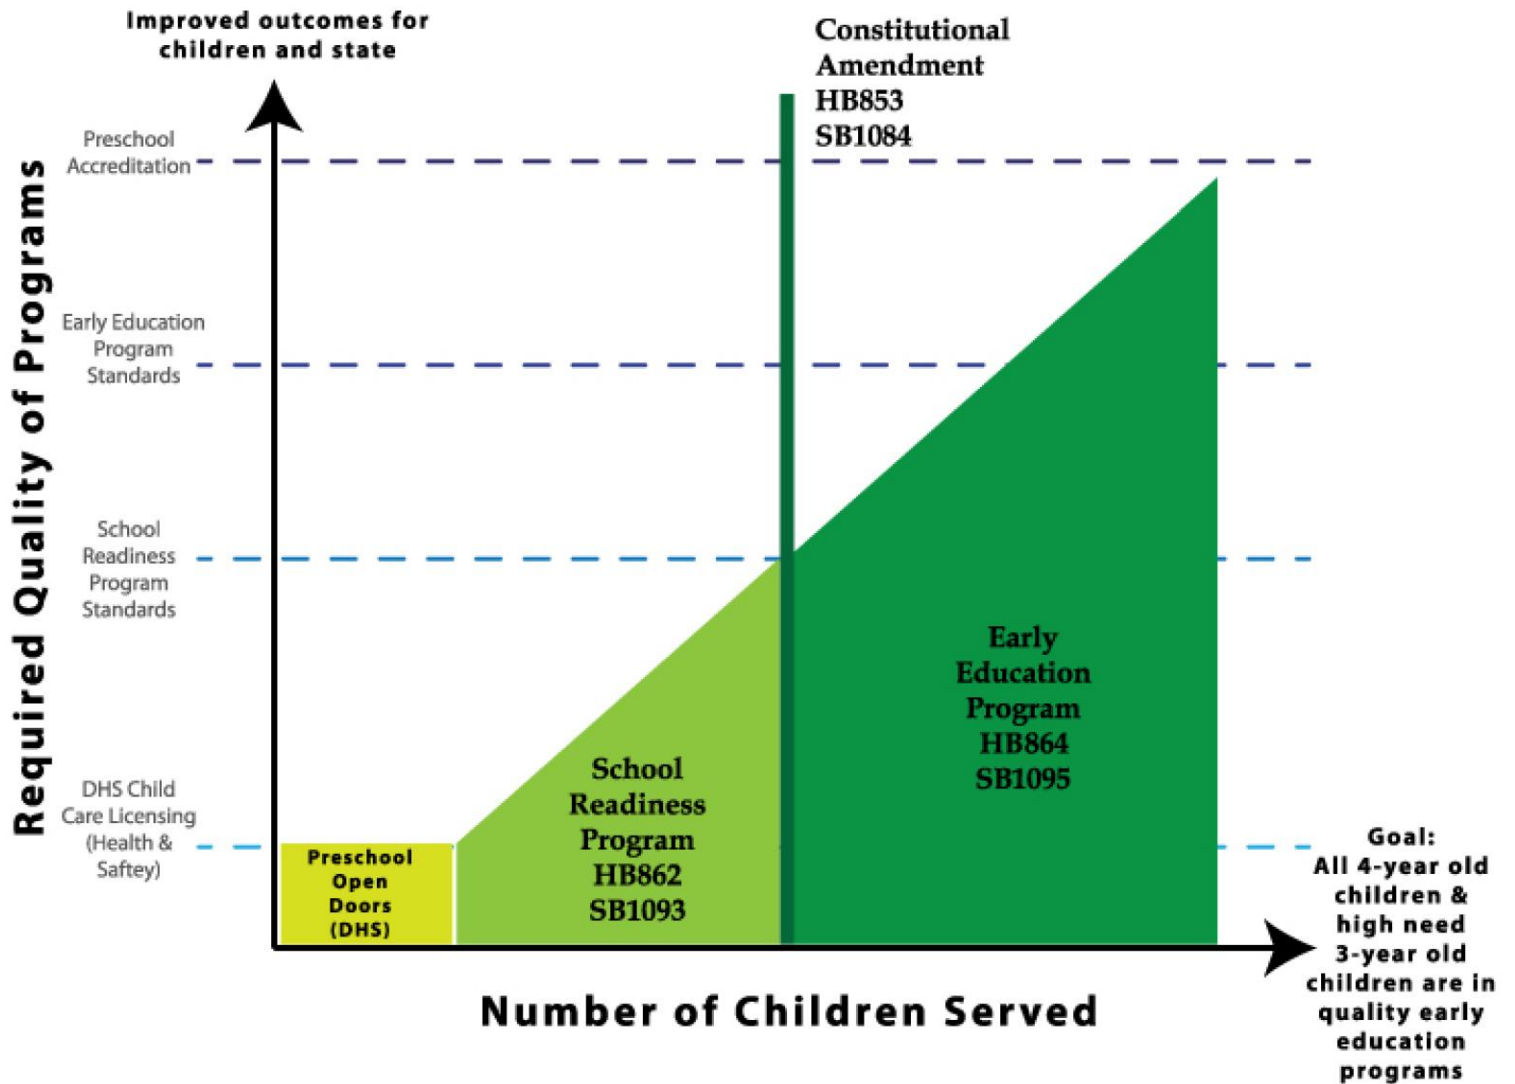 Improved outcomes for
children and state
Constitutional
Amendment
HB853
SB1084
Preschool
Accreditation
Early Education
Program
Standards
School
Readiness
Program
Standards
DHS Child
Care Licensing
(Health &
Saftey)
Required Quality of Programs
Preschool
Open
Doors
(DHS)
School
Readiness
Program
HB862
SB1093
Early
Education
Program
HB864
SB1095
Number of Children Served
Goal:
All 4-year old
children &
high need
3-year old
children are in
quality early
education
programs